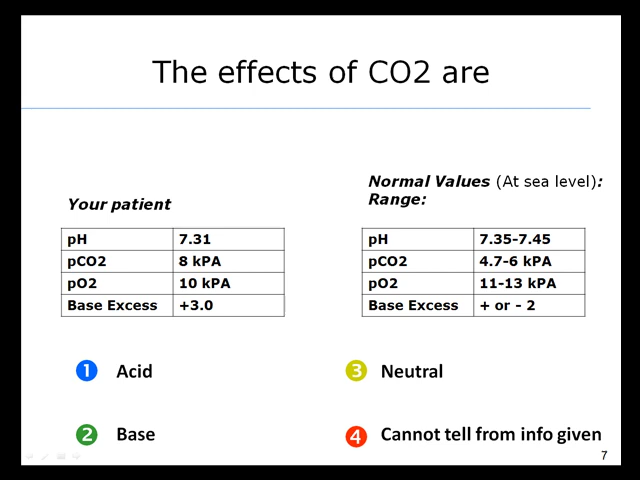 The effects of CO2 are
Your patient
pH 7.31
pCO2 8 kPA
pO2 10 kPA
Base Excess +3.0
Normal Values (At sea level):
Range:
pH 7.35-7.45
pCO2 4.7-6 kPA
pO2 11-13 kPA
Base Excess + or - 2
1 Acid
2 Base
3 Neutral
4 Cannot tell from info given
7